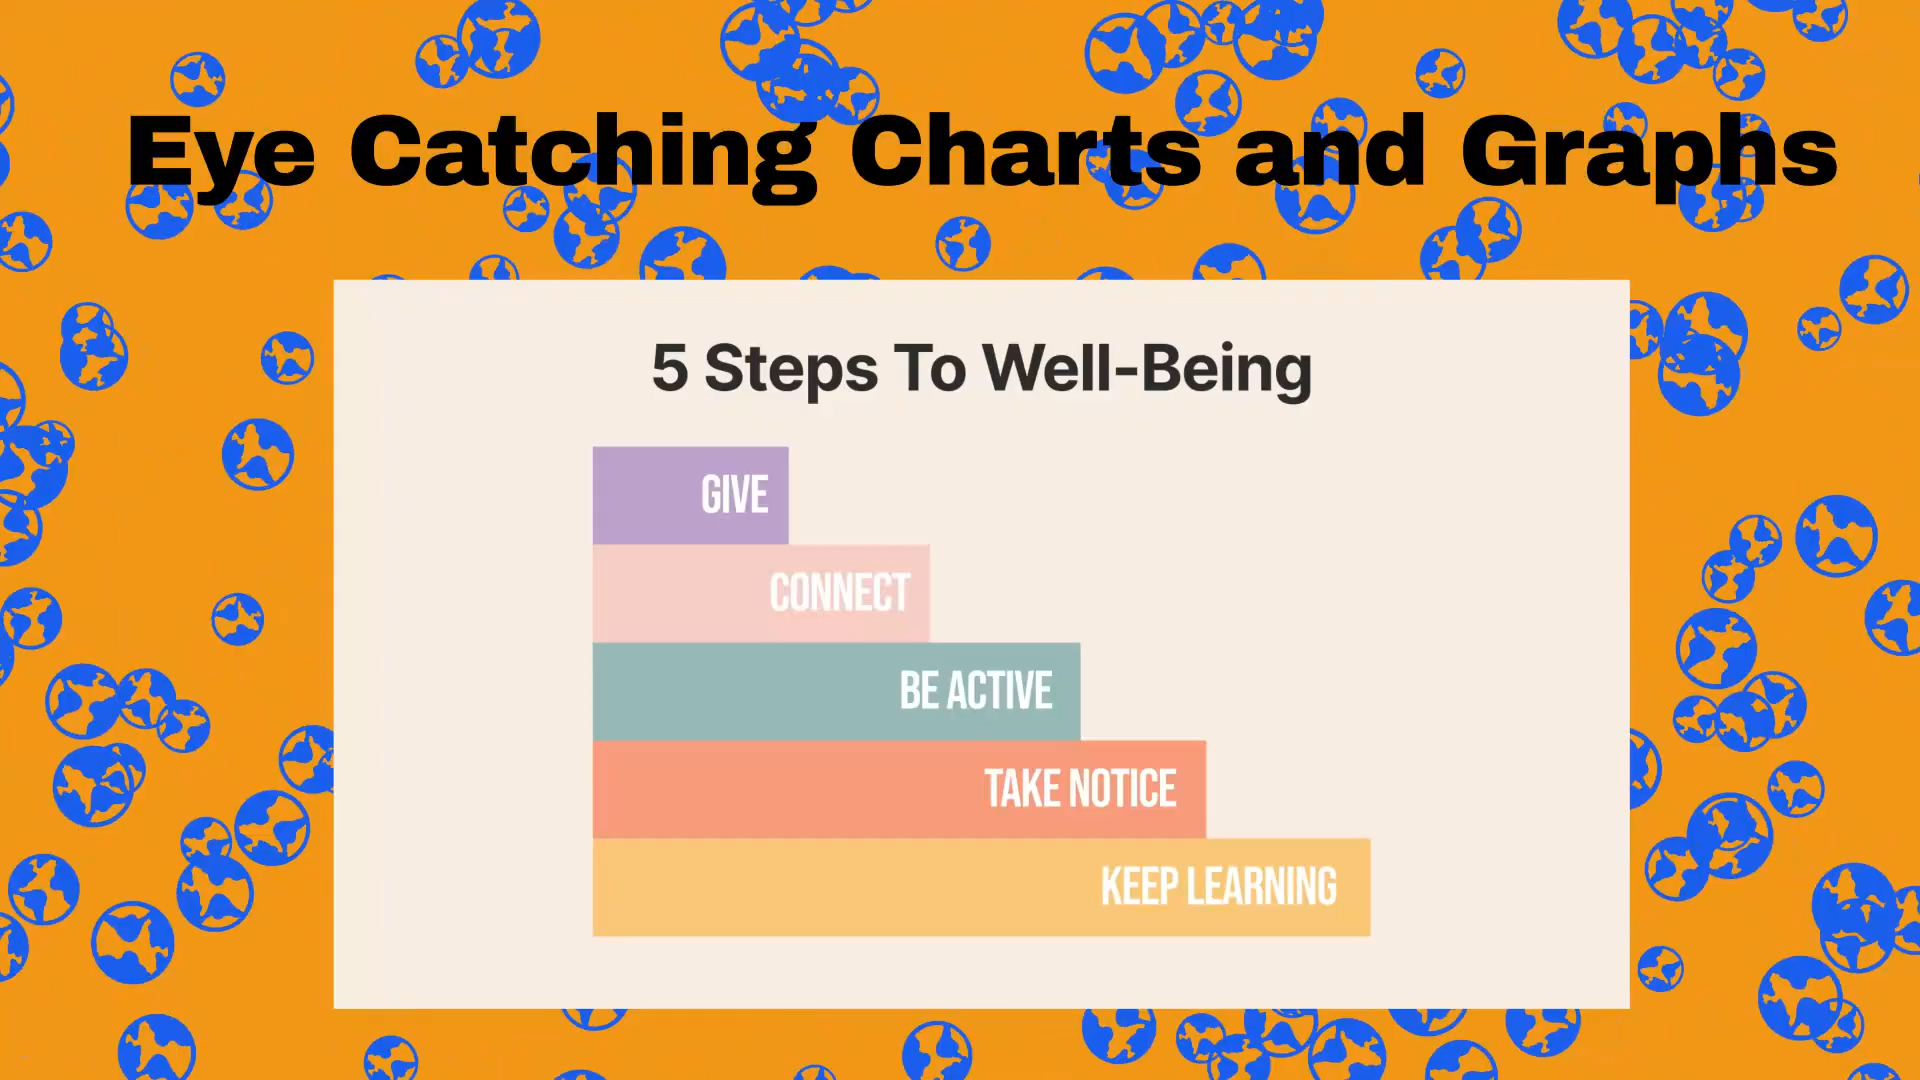 Eye Catching Charts and Graphs
5 Steps To Well-Being
GIVE
CONNECT
BE ACTIVE
TAKE NOTICE
KEEP LEARNING